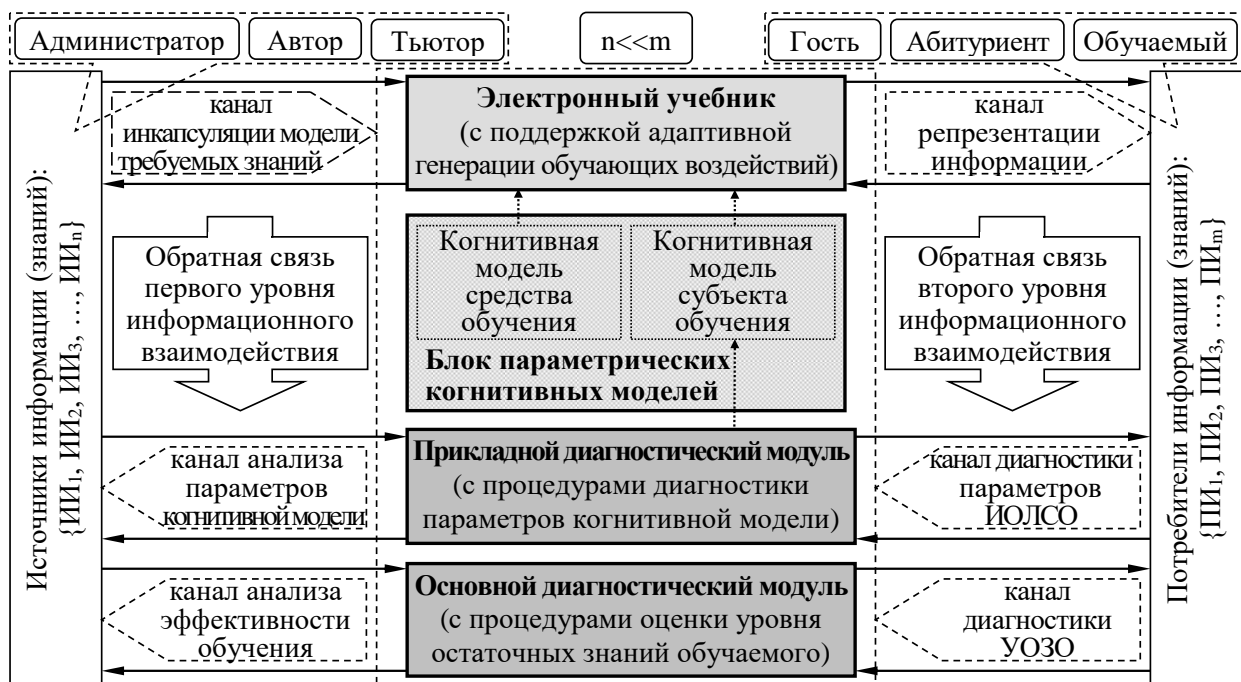 Администратор
Автор
Тьютор
n<<m
Гость
Абитуриент
Обучаемый
Источники информации (знаний):
{ИИ₁, ИИ₂, ИИ₃, …, ИИₙ}
канал
инкапсуляции модели
требуемых знаний
Электронный учебник
(с поддержкой адаптивной
генерации обучающих воздействий)
канал
репрезентации
информации
Потребители информации (знаний):
{ПИ₁, ПИ₂, ПИ₃, …, ПИₘ}
Обратная связь
первого уровня
информационного
взаимодействия
Когнитивная
модель
средства
обучения
Когнитивная
модель
субъекта
обучения
Блок параметрических
когнитивных моделей
Обратная связь
второго уровня
информационного
взаимодействия
канал анализа
параметров
когнитивной модели
Прикладной диагностический модуль
(с процедурами диагностики
параметров когнитивной модели)
канал диагностики
параметров
ИОЛСО
канал анализа
эффективности
обучения
Основной диагностический модуль
(с процедурами оценки уровня
остаточных знаний обучаемого)
канал
диагностики
УОЗО